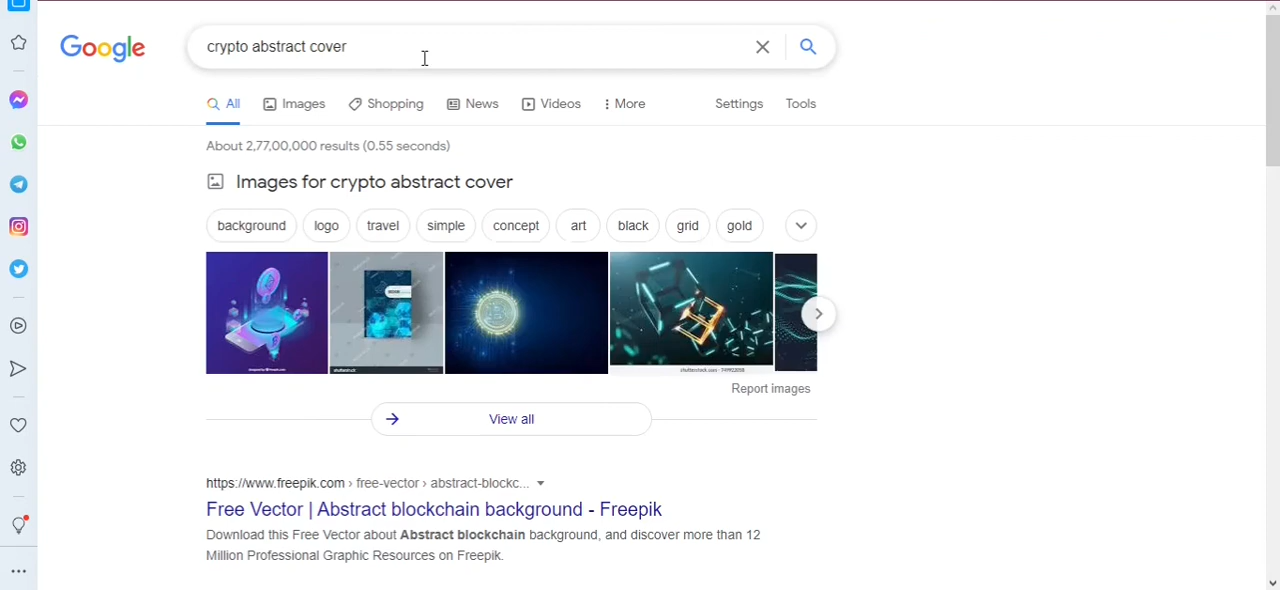 Google
crypto abstract cover
All Images Shopping News Videos More Settings Tools
About 2,77,00,000 results (0.55 seconds)
Images for crypto abstract cover
background logo travel simple concept art black grid gold
Report images
View all
https://www.freepik.com › free-vector › abstract-blockc...
Free Vector | Abstract blockchain background - Freepik
Download this Free Vector about Abstract blockchain background, and discover more than 12
Million Professional Graphic Resources on Freepik.